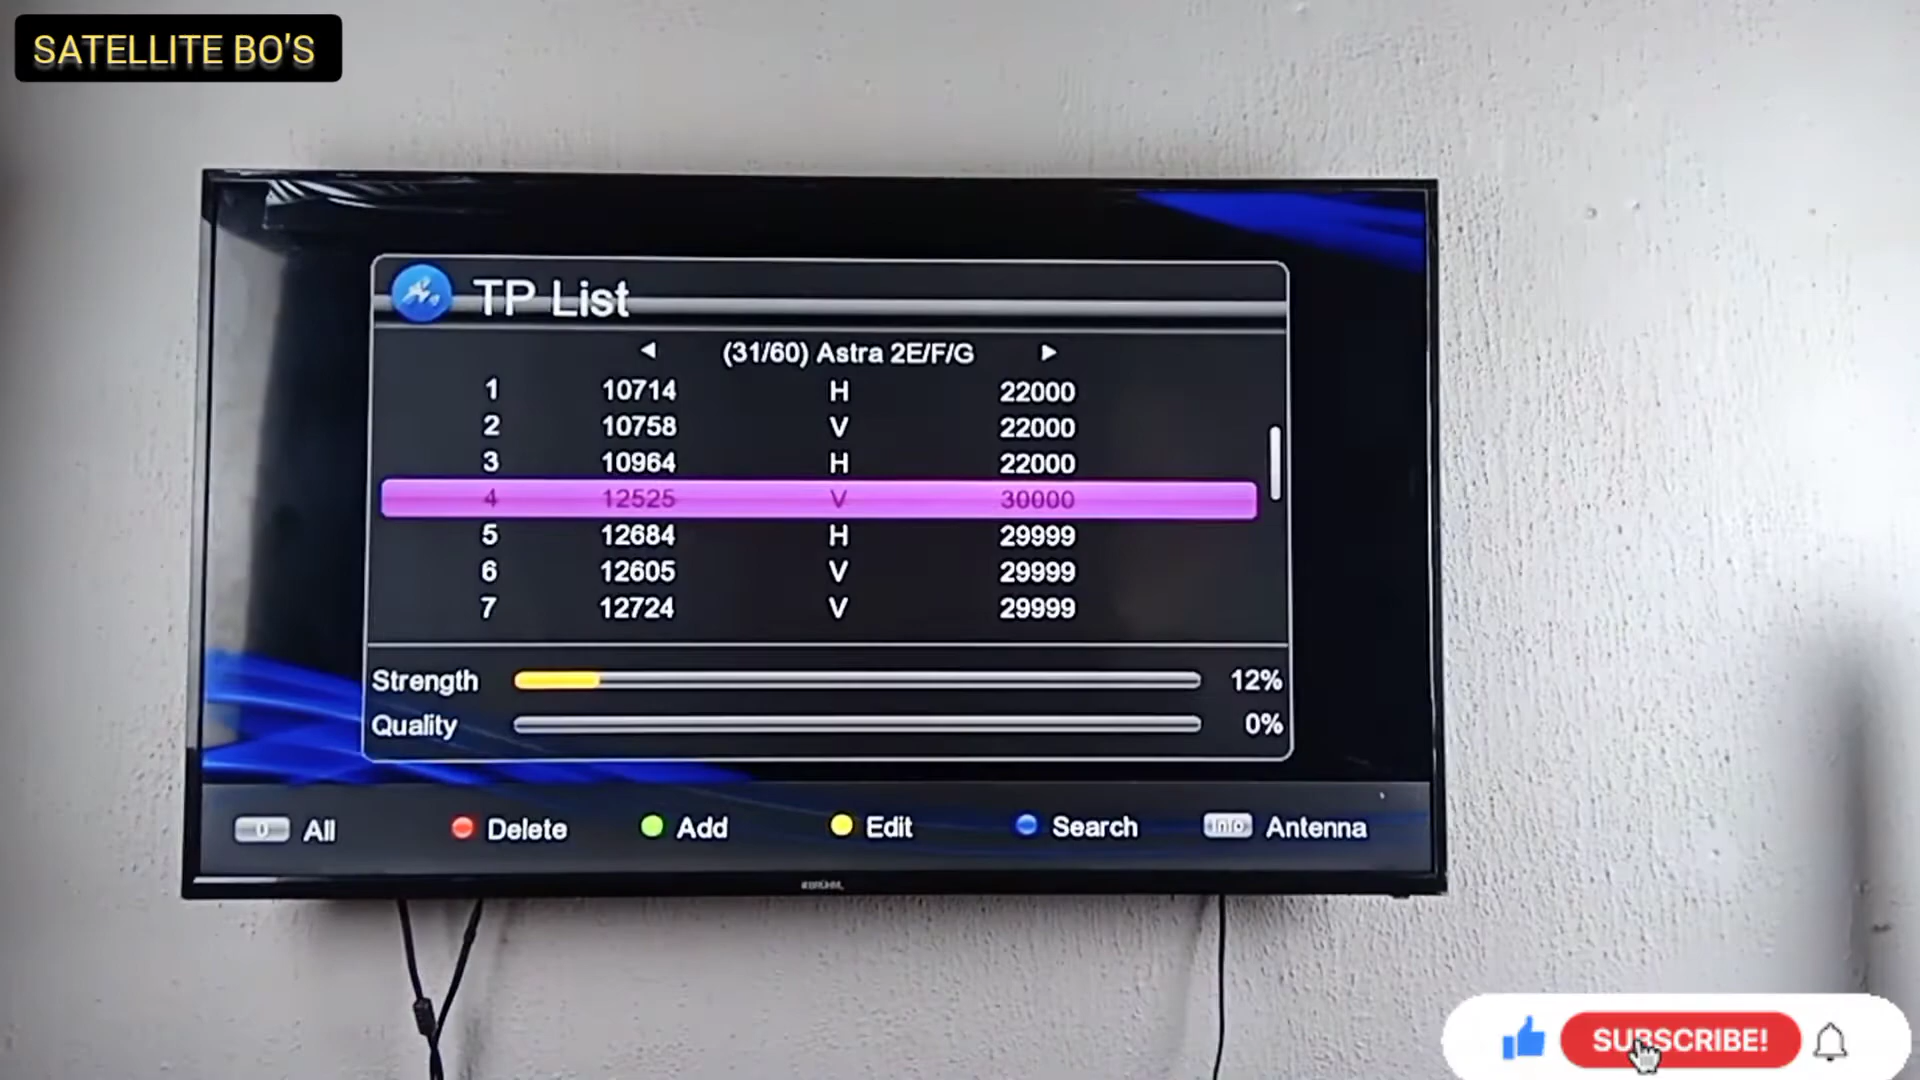 SATELLITE BO'S
TP List
(31/60) Astra 2E/F/G
1 10714 H 22000
2 10758 V 22000
3 10964 H 22000
4 12525 V 30000
5 12684 H 29999
6 12605 V 29999
7 12724 V 29999
Strength 12%
Quality 0%
0 All Delete Add Edit Search Info Antenna
BRUHM
SUBSCRIBE!